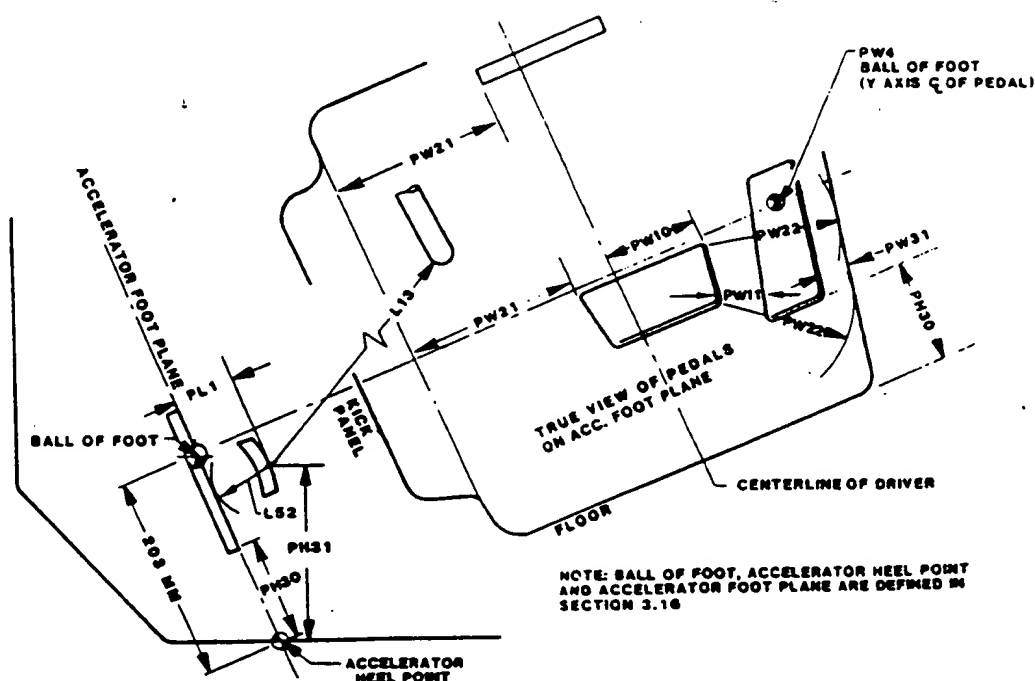 PW4
BALL OF FOOT
(Y AXIS ℄ OF PEDAL)
PW21
ACCELERATOR FOOT PLANE
PW10
PW22
PW31
L13
PW21
PW11
PH30
PW22
PL1
TRUE VIEW OF PEDALS
ON ACC. FOOT PLANE
KICK
PANEL
BALL OF FOOT
CENTERLINE OF DRIVER
L52
FLOOR
203 MM
PH31
PH30
NOTE: BALL OF FOOT, ACCELERATOR HEEL POINT
AND ACCELERATOR FOOT PLANE ARE DEFINED IN
SECTION 3.16
ACCELERATOR
HEEL POINT